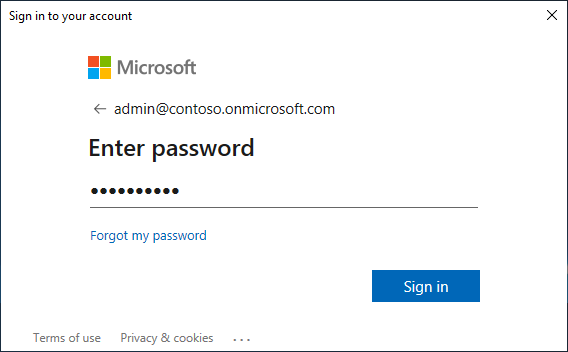 Sign in to your account
Microsoft
admin@contoso.onmicrosoft.com
Enter password
••••••••••
Forgot my password
Sign in
Terms of use Privacy & cookies ...